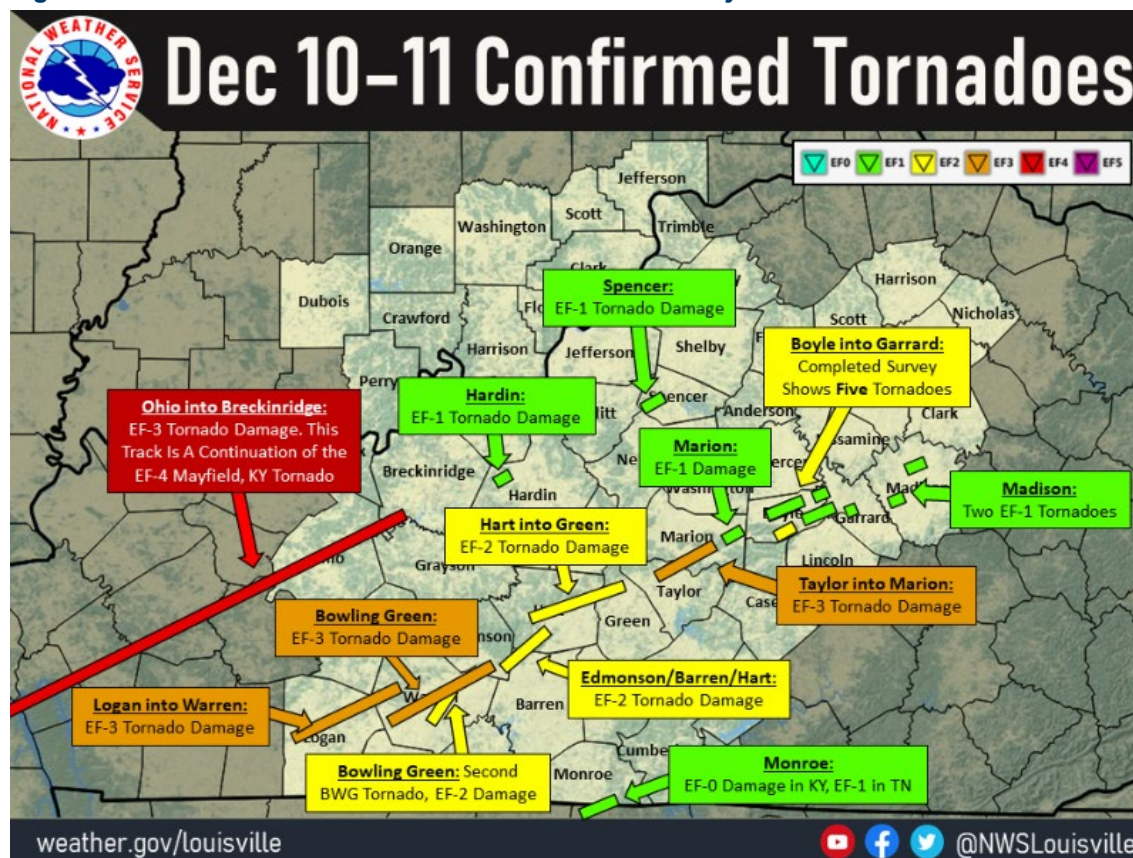 NATIONAL WEATHER SERVICE
Dec 10-11 Confirmed Tornadoes
EF0 EF1 EF2 EF3 EF4 EF5
Jefferson
Scott
Washington
Trimble
Orange
Clark
Harrison
Dubois
Crawford
Nicholas
Scott
Harrison
Jefferson
Shelby
Perry
Spencer:
EF-1 Tornado Damage
Boyle into Garrard:
Completed Survey
Shows Five Tornadoes
Hardin:
EF-1 Tornado Damage
Ohio into Breckinridge:
EF-3 Tornado Damage. This
Track Is A Continuation of the
EF-4 Mayfield, KY Tornado
Spencer
Anderson
Clark
Marion:
EF-1 Damage
Breckinridge
Hardin
Washington
Madison:
Two EF-1 Tornadoes
Garrard
Hart into Green:
EF-2 Tornado Damage
Marion
Lincoln
Grayson
Taylor
Taylor into Marion:
EF-3 Tornado Damage
Bowling Green:
EF-3 Tornado Damage
Green
Edmonson/Barren/Hart:
EF-2 Tornado Damage
Logan into Warren:
EF-3 Tornado Damage
Barren
Logan
Bowling Green: Second
BWG Tornado, EF-2 Damage
Monroe
Monroe:
EF-0 Damage in KY, EF-1 in TN
weather.gov/louisville
@NWSLouisville